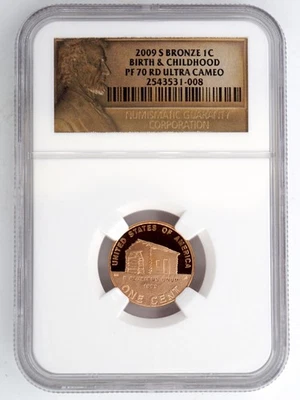 2009 S BRONZE 1C
BIRTH & CHILDHOOD
PF 70 RD ULTRA CAMEO
2543531-008
NUMISMATIC GUARANTY
CORPORATION
UNITED STATES OF AMERICA
1809
ONE CENT